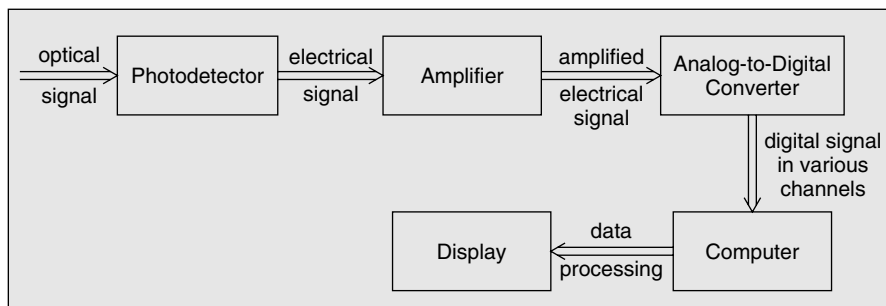 optical
signal
Photodetector
electrical
signal
Amplifier
amplified
electrical
signal
Analog-to-Digital
Converter
digital signal
in various
channels
Computer
data
processing
Display